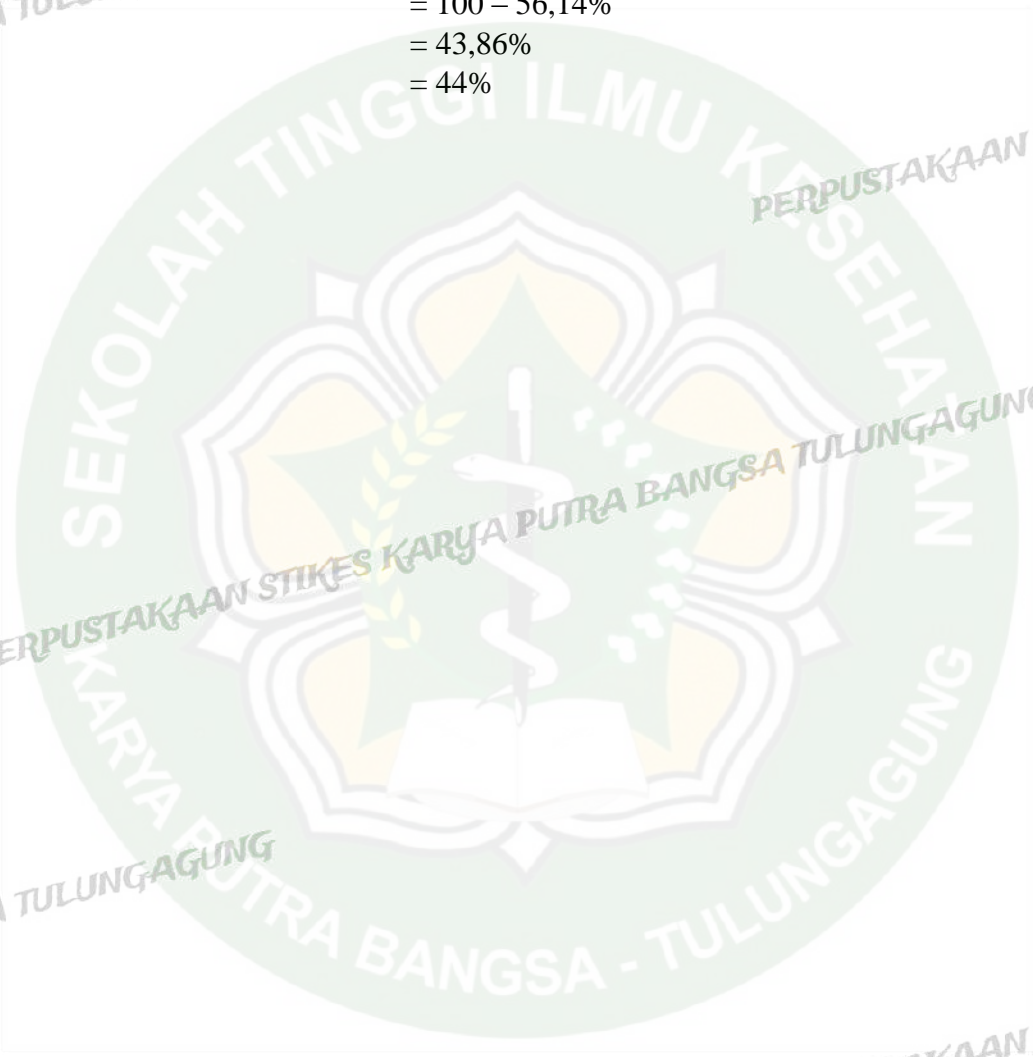 = 100 – 56,14%
= 43,86%
= 44%
SEKOLAH TINGGI ILMU KESEHATAN
PERPUSTAKAAN
PERPUSTAKAAN STIKES KARYA PUTRA BANGSA TULUNGAGUNG
TULUNGAGUNG
KARYA PUTRA BANGSA - TULUNGAGUNG